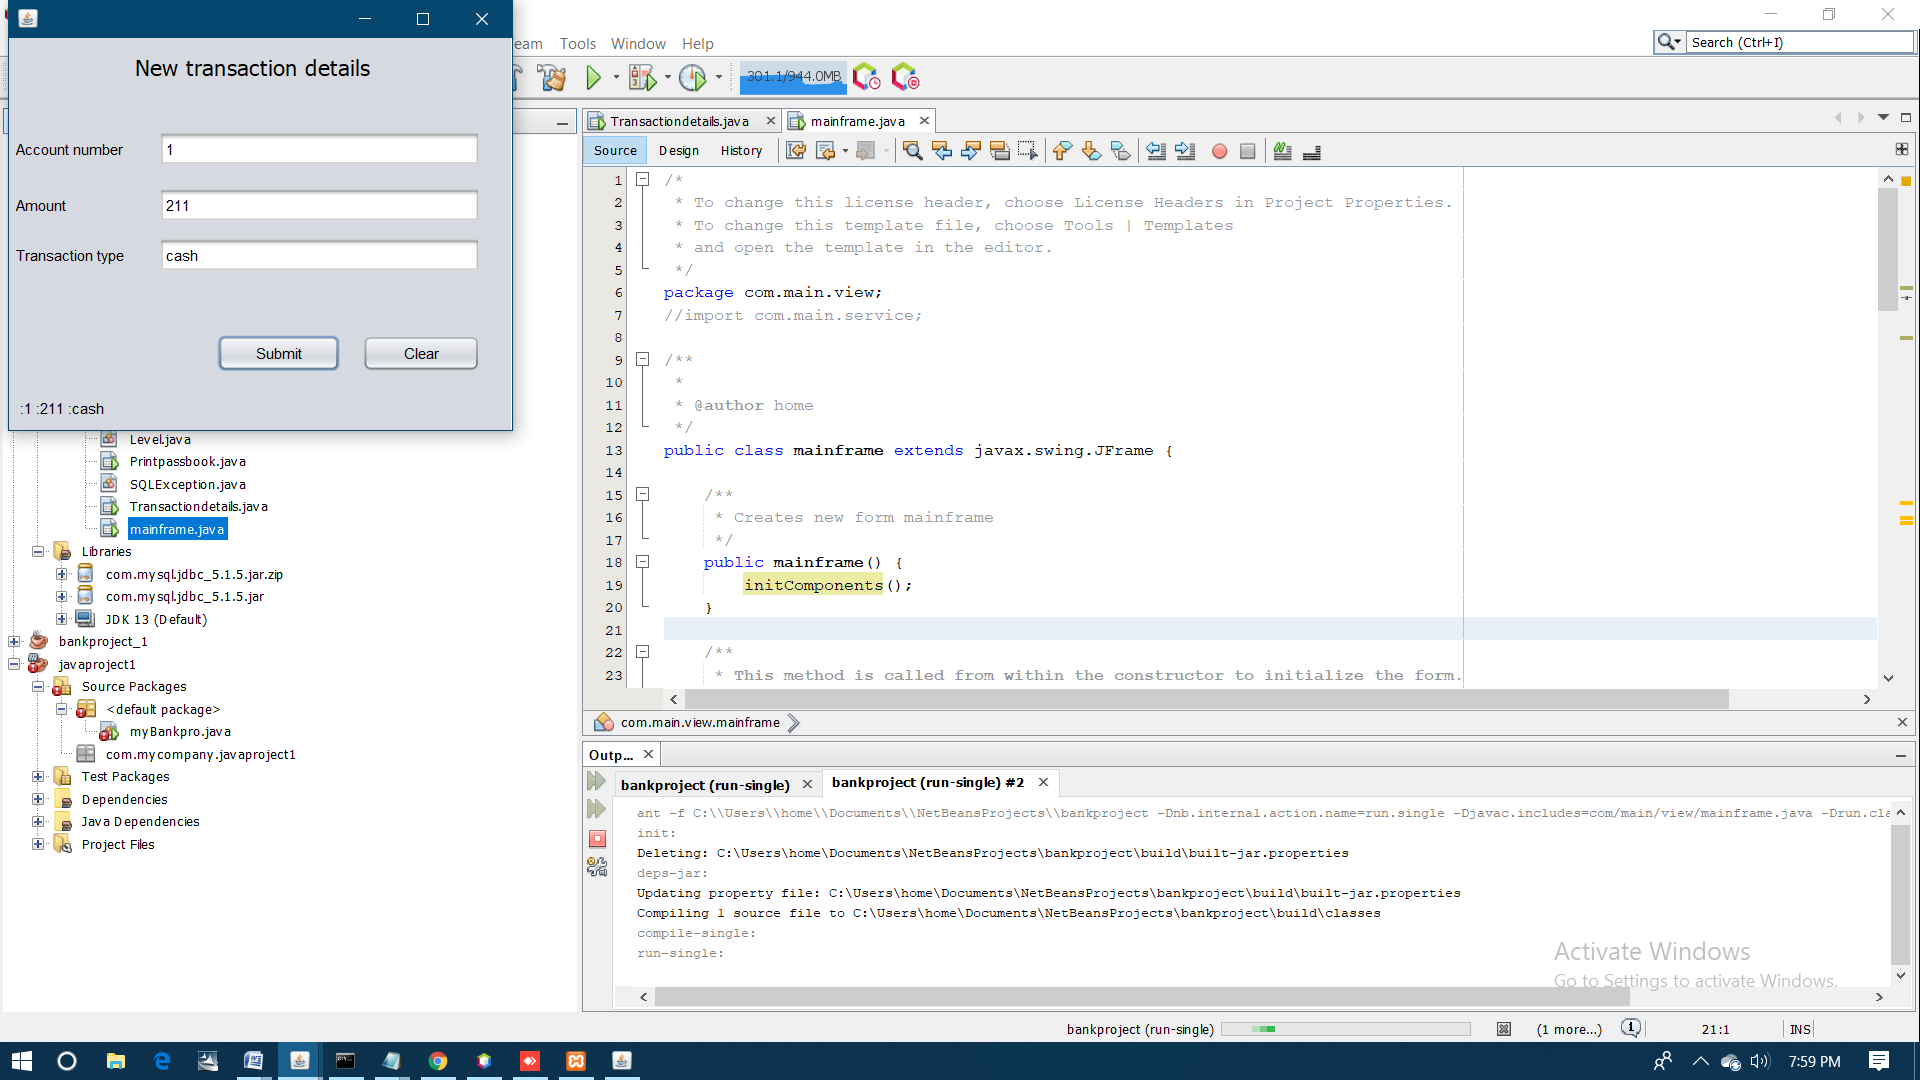 New transaction details
Account number 1
Amount 211
Transaction type cash
Submit Clear
:1 :211 :cash
eam Tools Window Help
Search (Ctrl+I)
301.1/944.0MB
Transactiondetails.java mainframe.java
Source Design History
1 /*
2 * To change this license header, choose License Headers in Project Properties.
3 * To change this template file, choose Tools | Templates
4 * and open the template in the editor.
5 */
6 package com.main.view;
7 //import com.main.service;
8
9 /**
10 *
11 * @author home
12 */
13 public class mainframe extends javax.swing.JFrame {
14
15 /**
16 * Creates new form mainframe
17 */
18 public mainframe() {
19 initComponents();
20 }
21
22 /**
23 * This method is called from within the constructor to initialize the form.
com.main.view.mainframe
Level.java
Printpassbook.java
SQLException.java
Transactiondetails.java
mainframe.java
Libraries
com.mysql.jdbc_5.1.5.jar.zip
com.mysql.jdbc_5.1.5.jar
JDK 13 (Default)
bankproject_1
javaproject1
Source Packages
<default package>
myBankpro.java
com.mycompany.javaproject1
Test Packages
Dependencies
Java Dependencies
Project Files
Outp...
bankproject (run-single) bankproject (run-single) #2
ant -f C:\\Users\\home\\Documents\\NetBeansProjects\\bankproject -Dnb.internal.action.name=run.single -Djavac.includes=com/main/view/mainframe.java -Drun.cla
init:
Deleting: C:\Users\home\Documents\NetBeansProjects\bankproject\build\built-jar.properties
deps-jar:
Updating property file: C:\Users\home\Documents\NetBeansProjects\bankproject\build\built-jar.properties
Compiling 1 source file to C:\Users\home\Documents\NetBeansProjects\bankproject\build\classes
compile-single:
run-single:
Activate Windows
Go to Settings to activate Windows.
bankproject (run-single) (1 more...) 1 21:1 INS
7:59 PM